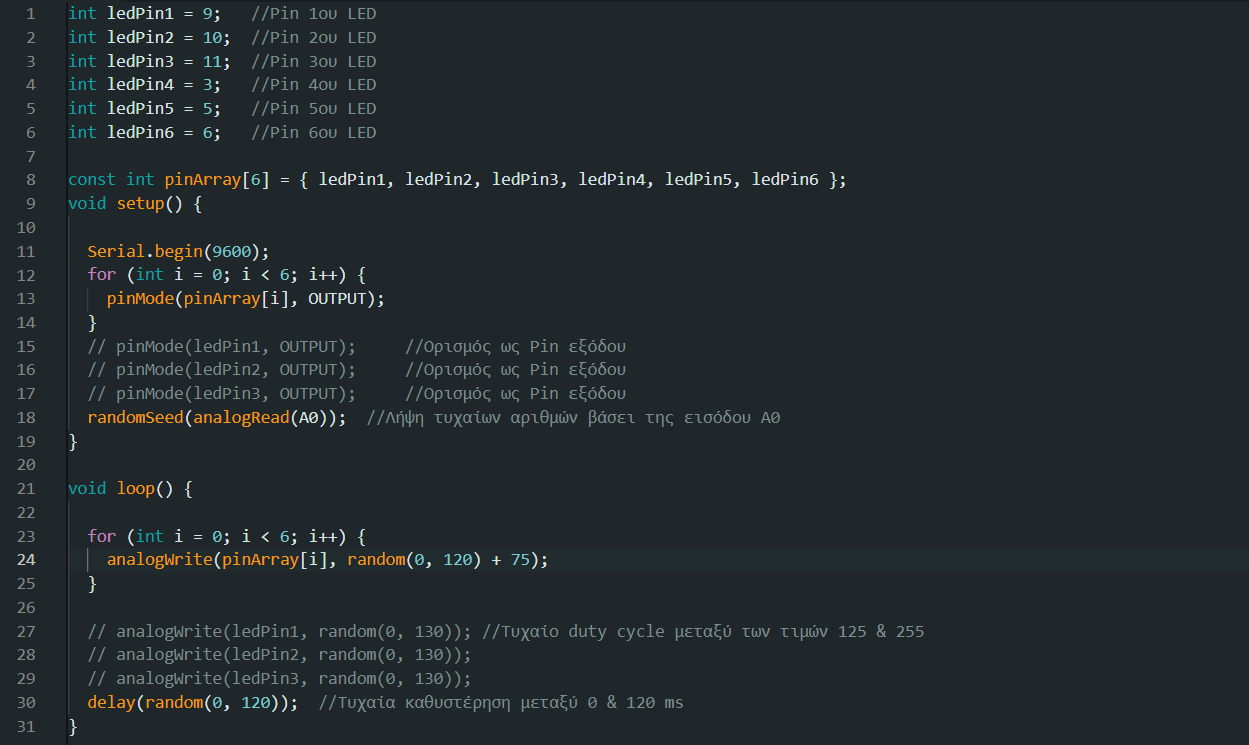 1 int ledPin1 = 9;   //Pin 1ου LED
2 int ledPin2 = 10;  //Pin 2ου LED
3 int ledPin3 = 11;  //Pin 3ου LED
4 int ledPin4 = 3;   //Pin 4ου LED
5 int ledPin5 = 5;   //Pin 5ου LED
6 int ledPin6 = 6;   //Pin 6ου LED
7
8 const int pinArray[6] = { ledPin1, ledPin2, ledPin3, ledPin4, ledPin5, ledPin6 };
9 void setup() {
10
11   Serial.begin(9600);
12   for (int i = 0; i < 6; i++) {
13     pinMode(pinArray[i], OUTPUT);
14   }
15   // pinMode(ledPin1, OUTPUT);     //Ορισμός ως Pin εξόδου
16   // pinMode(ledPin2, OUTPUT);     //Ορισμός ως Pin εξόδου
17   // pinMode(ledPin3, OUTPUT);     //Ορισμός ως Pin εξόδου
18   randomSeed(analogRead(A0));  //Λήψη τυχαίων αριθμών βάσει της εισόδου A0
19 }
20
21 void loop() {
22
23   for (int i = 0; i < 6; i++) {
24     analogWrite(pinArray[i], random(0, 120) + 75);
25   }
26
27   // analogWrite(ledPin1, random(0, 130)); //Τυχαίο duty cycle μεταξύ των τιμών 125 & 255
28   // analogWrite(ledPin2, random(0, 130));
29   // analogWrite(ledPin3, random(0, 130));
30   delay(random(0, 120));  //Τυχαία καθυστέρηση μεταξύ 0 & 120 ms
31 }